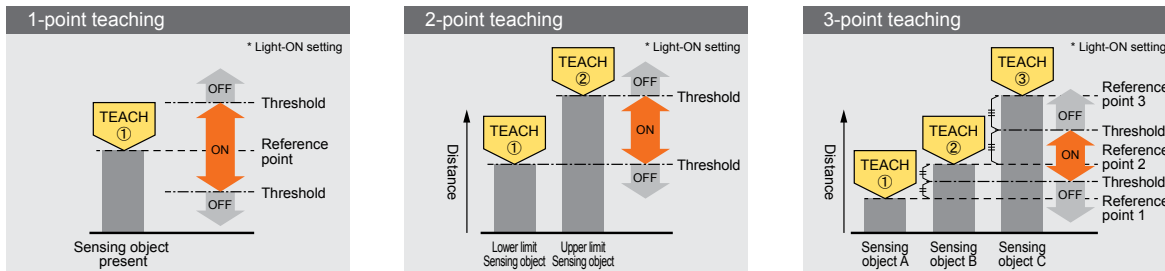 1-point teaching
* Light-ON setting
OFF
TEACH
①
Threshold
ON
Reference
point
Threshold
OFF
Sensing object
present
2-point teaching
* Light-ON setting
TEACH
②
OFF
Threshold
TEACH
①
ON
Distance
Threshold
OFF
Lower limit
Sensing object
Upper limit
Sensing object
3-point teaching
* Light-ON setting
TEACH
③
Reference
point 3
OFF
TEACH
②
Threshold
Distance
ON
Reference
point 2
TEACH
①
Threshold
OFF
Reference
point 1
Sensing
object A
Sensing
object B
Sensing
object C